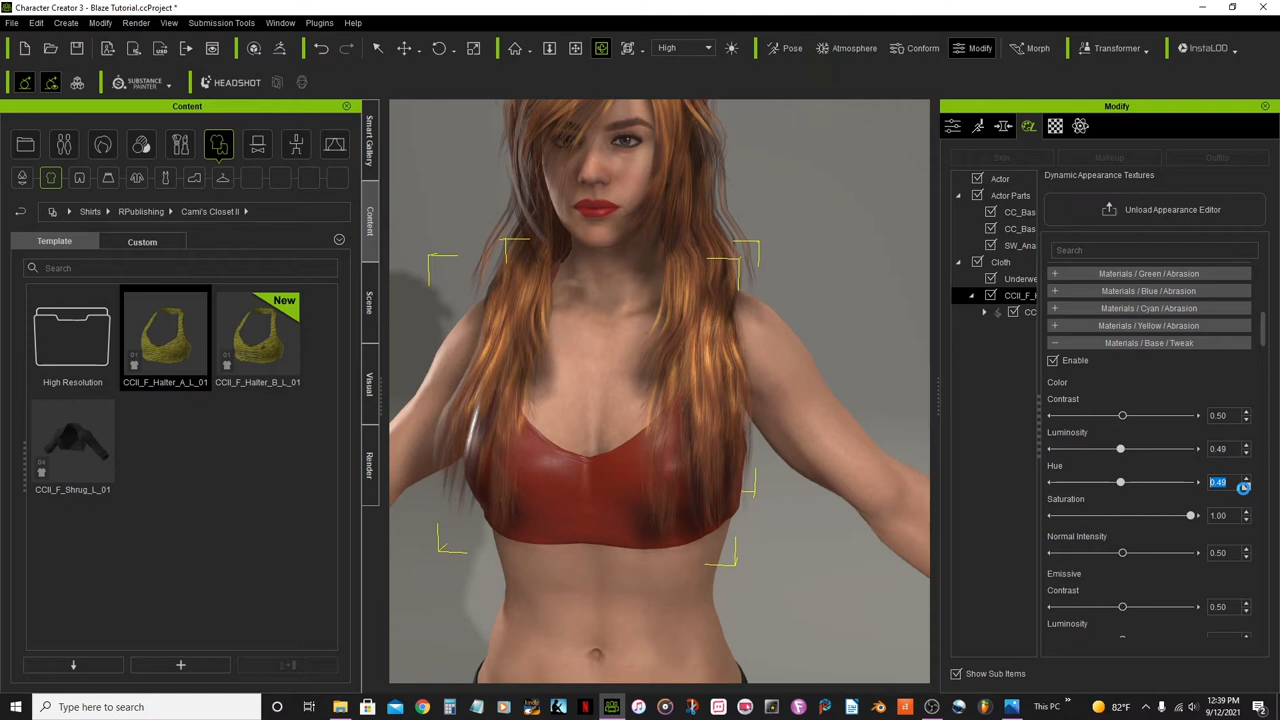 Character Creator 3 - Blaze Tutorial.ccProject *
File Edit Create Modify Render View Submission Tools Window Plugins Help
High Pose Atmosphere Conform Modify Morph Transformer InstaLOD
SUBSTANCE PAINTER HEADSHOT
Content
Shirts RPublishing Cami's Closet II
Template Custom
Search
New
High Resolution
01
CCII_F_Halter_A_L_01
01
CCII_F_Halter_B_L_01
04
CCII_F_Shrug_L_01
Smart Gallery
Content
Scene
Visual
Render
Modify
Skin Makeup Outfits
Actor
Actor Parts
CC_Bas
CC_Bas
SW_Ana
Cloth
Underwe
CCII_F_H
CC
Show Sub Items
Dynamic Appearance Textures
Unload Appearance Editor
Search
Materials / Green / Abrasion
Materials / Blue / Abrasion
Materials / Cyan / Abrasion
Materials / Yellow / Abrasion
Materials / Base / Tweak
Enable
Color
Contrast
0.50
Luminosity
0.49
Hue
0.49
Saturation
1.00
Normal Intensity
0.50
Emissive
Contrast
0.50
Luminosity
Type here to search
This PC
82°F
12:39 PM
9/12/2021